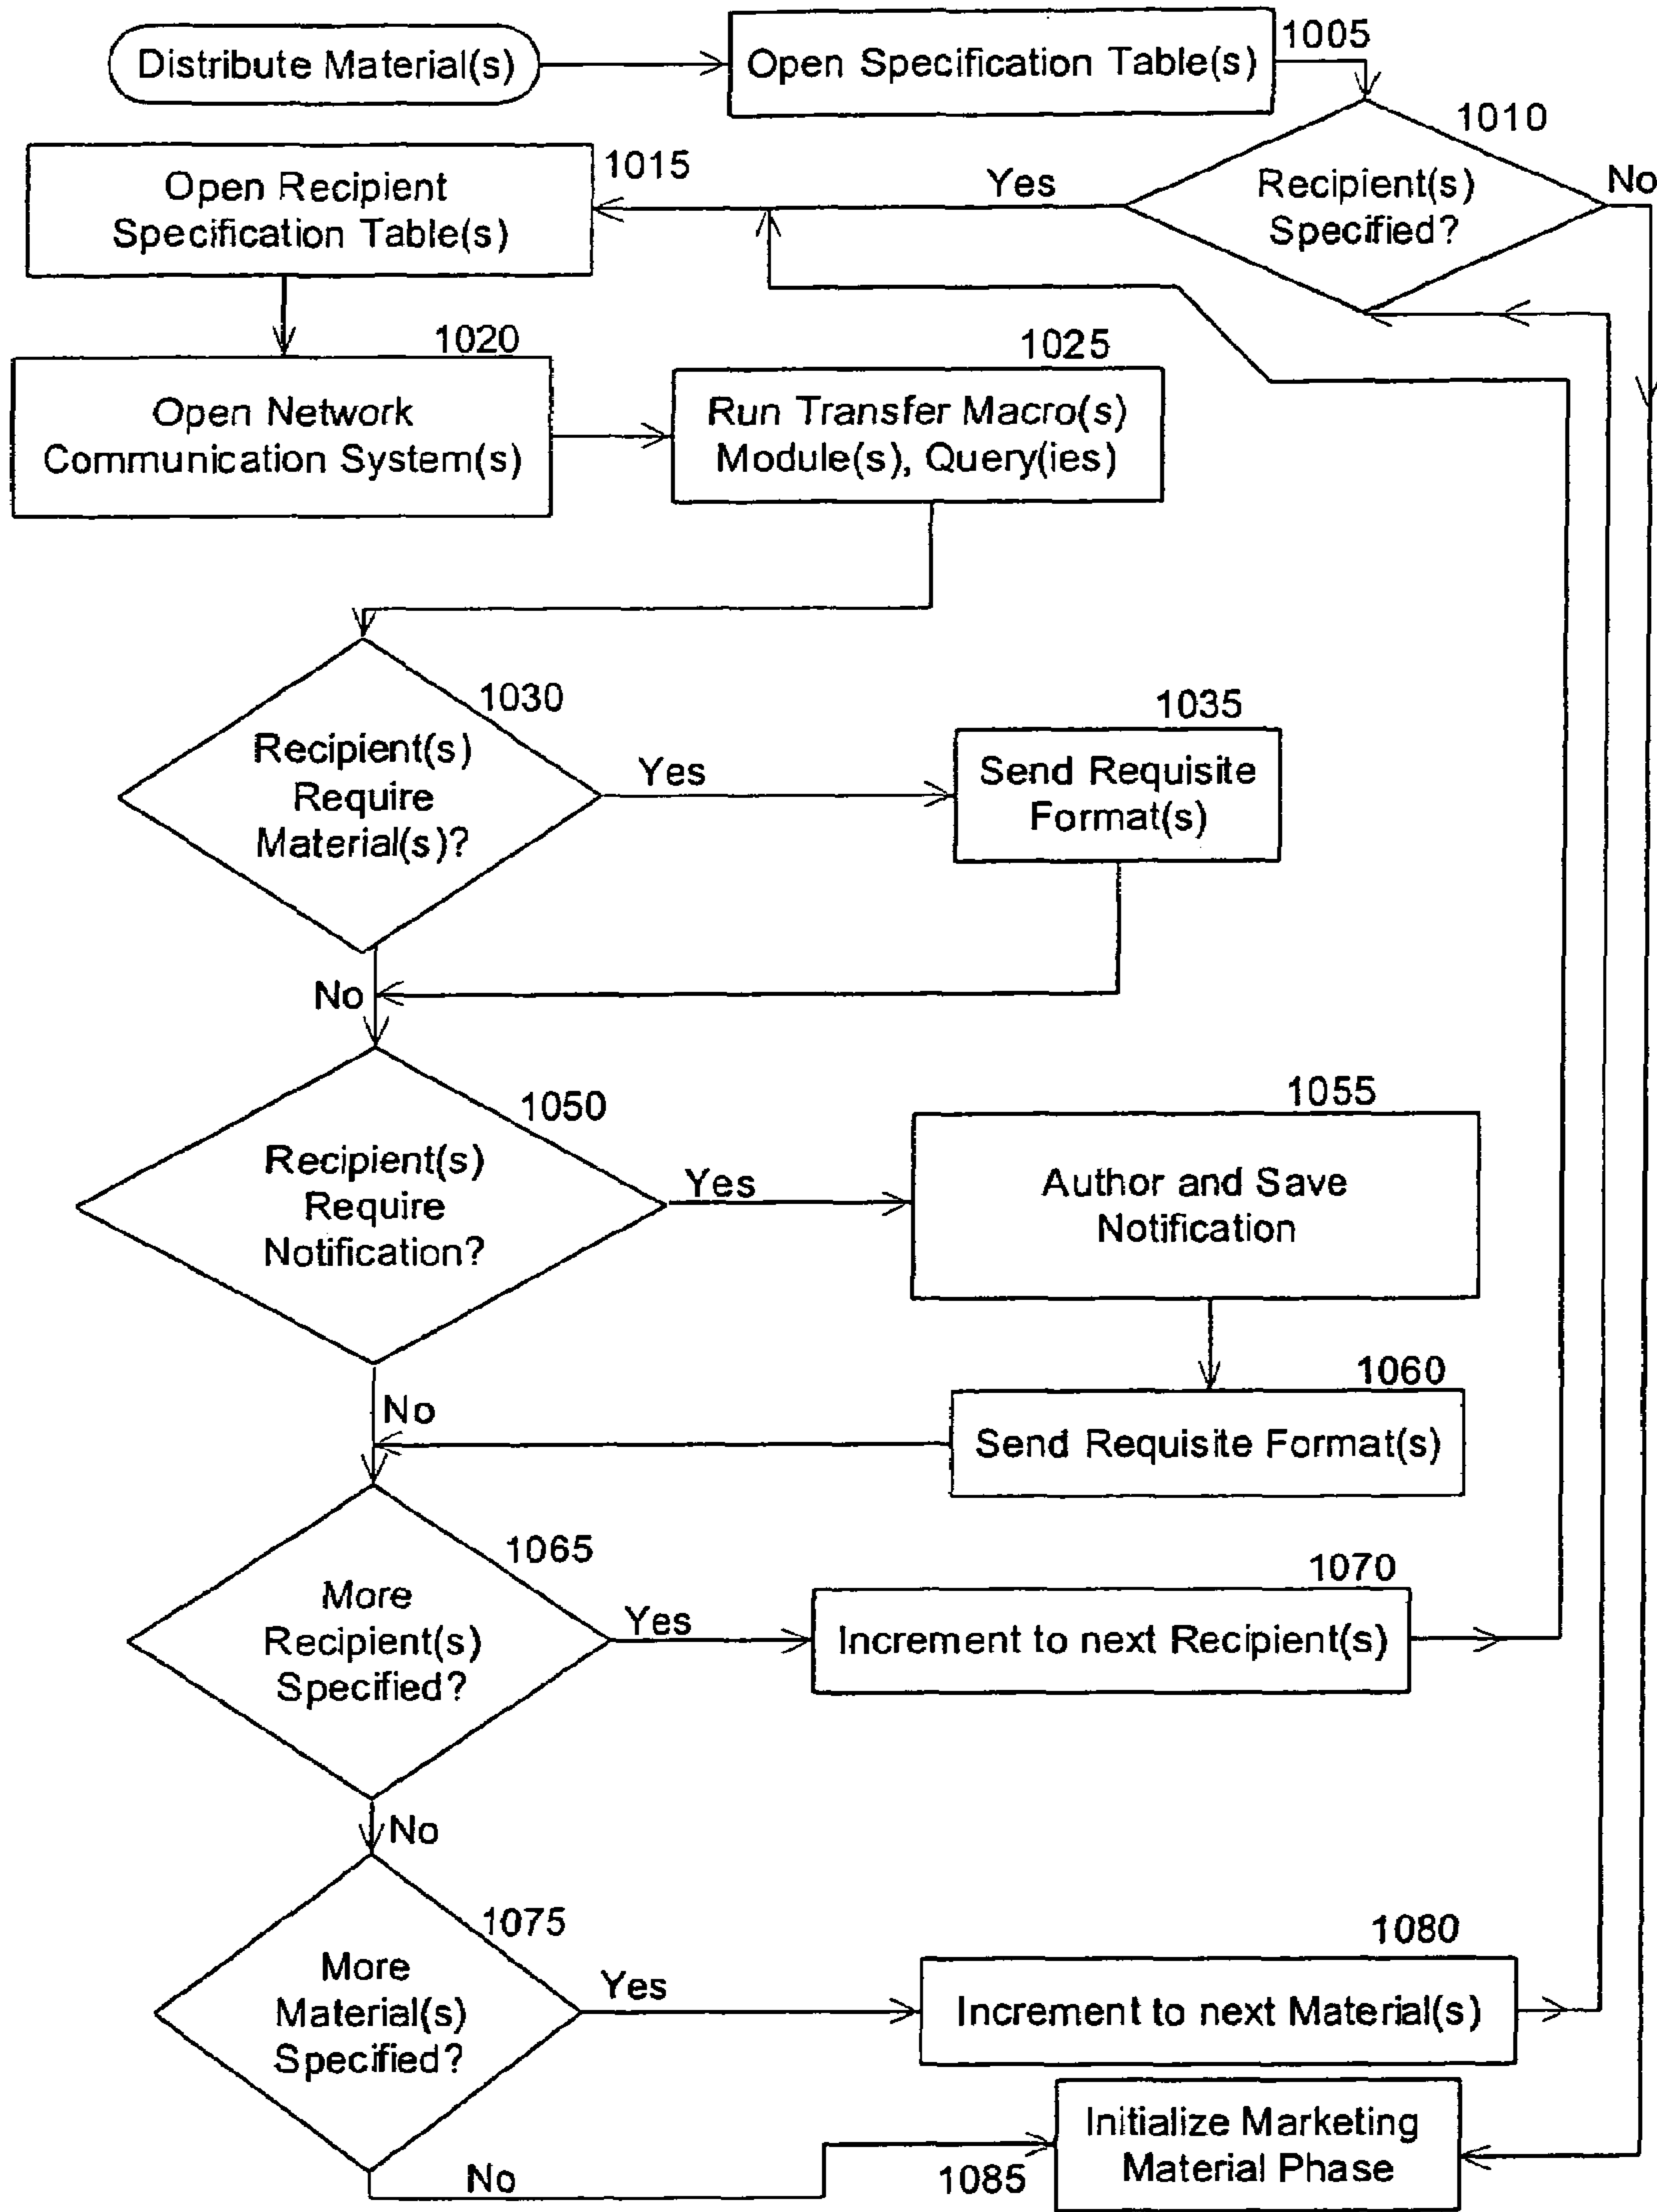 Distribute Material(s)
Open Specification Table(s)
1005
1010
Recipient(s)
Specified?
Yes
No
1015
Open Recipient
Specification Table(s)
1020
Open Network
Communication System(s)
1025
Run Transfer Macro(s)
Module(s), Query(ies)
1030
Recipient(s)
Require
Material(s)?
Yes
1035
Send Requisite
Format(s)
No
1050
Recipient(s)
Require
Notification?
Yes
1055
Author and Save
Notification
No
1060
Send Requisite Format(s)
1065
More
Recipient(s)
Specified?
Yes
1070
Increment to next Recipient(s)
No
1075
More
Material(s)
Specified?
Yes
1080
Increment to next Material(s)
No
1085
Initialize Marketing
Material Phase